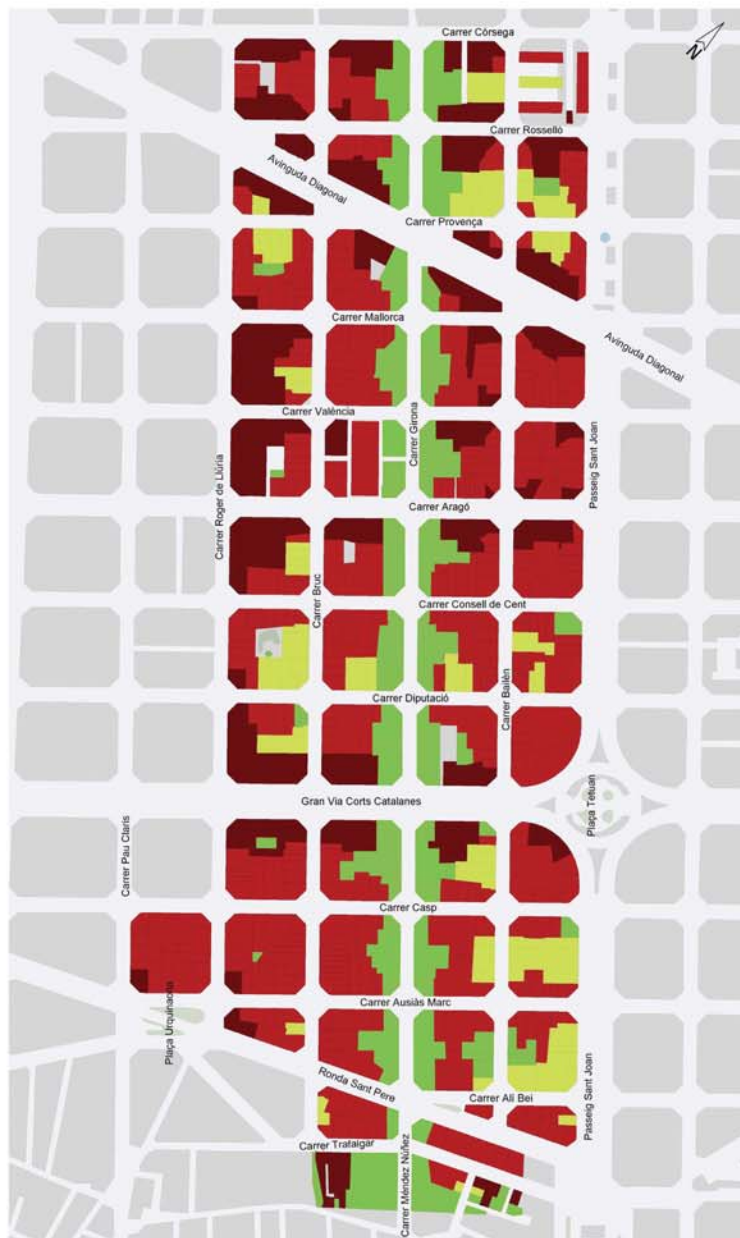 Carrer Còrsega
N
Carrer Rosselló
Avinguda Diagonal
Carrer Provença
Carrer Mallorca
Avinguda Diagonal
Carrer València
Carrer Girona
Carrer Roger de Llúria
Passeig Sant Joan
Carrer Aragó
Carrer Bruc
Carrer Consell de Cent
Carrer Diputació
Carrer Bailèn
Gran Via Corts Catalanes
Plaça Tetuan
Carrer Pau Claris
Carrer Casp
Carrer Ausiàs Marc
Plaça Urquinaona
Ronda Sant Pere
Carrer Alí Bei
Passeig Sant Joan
Carrer Trafalgar
Carrer Méndez Núñez